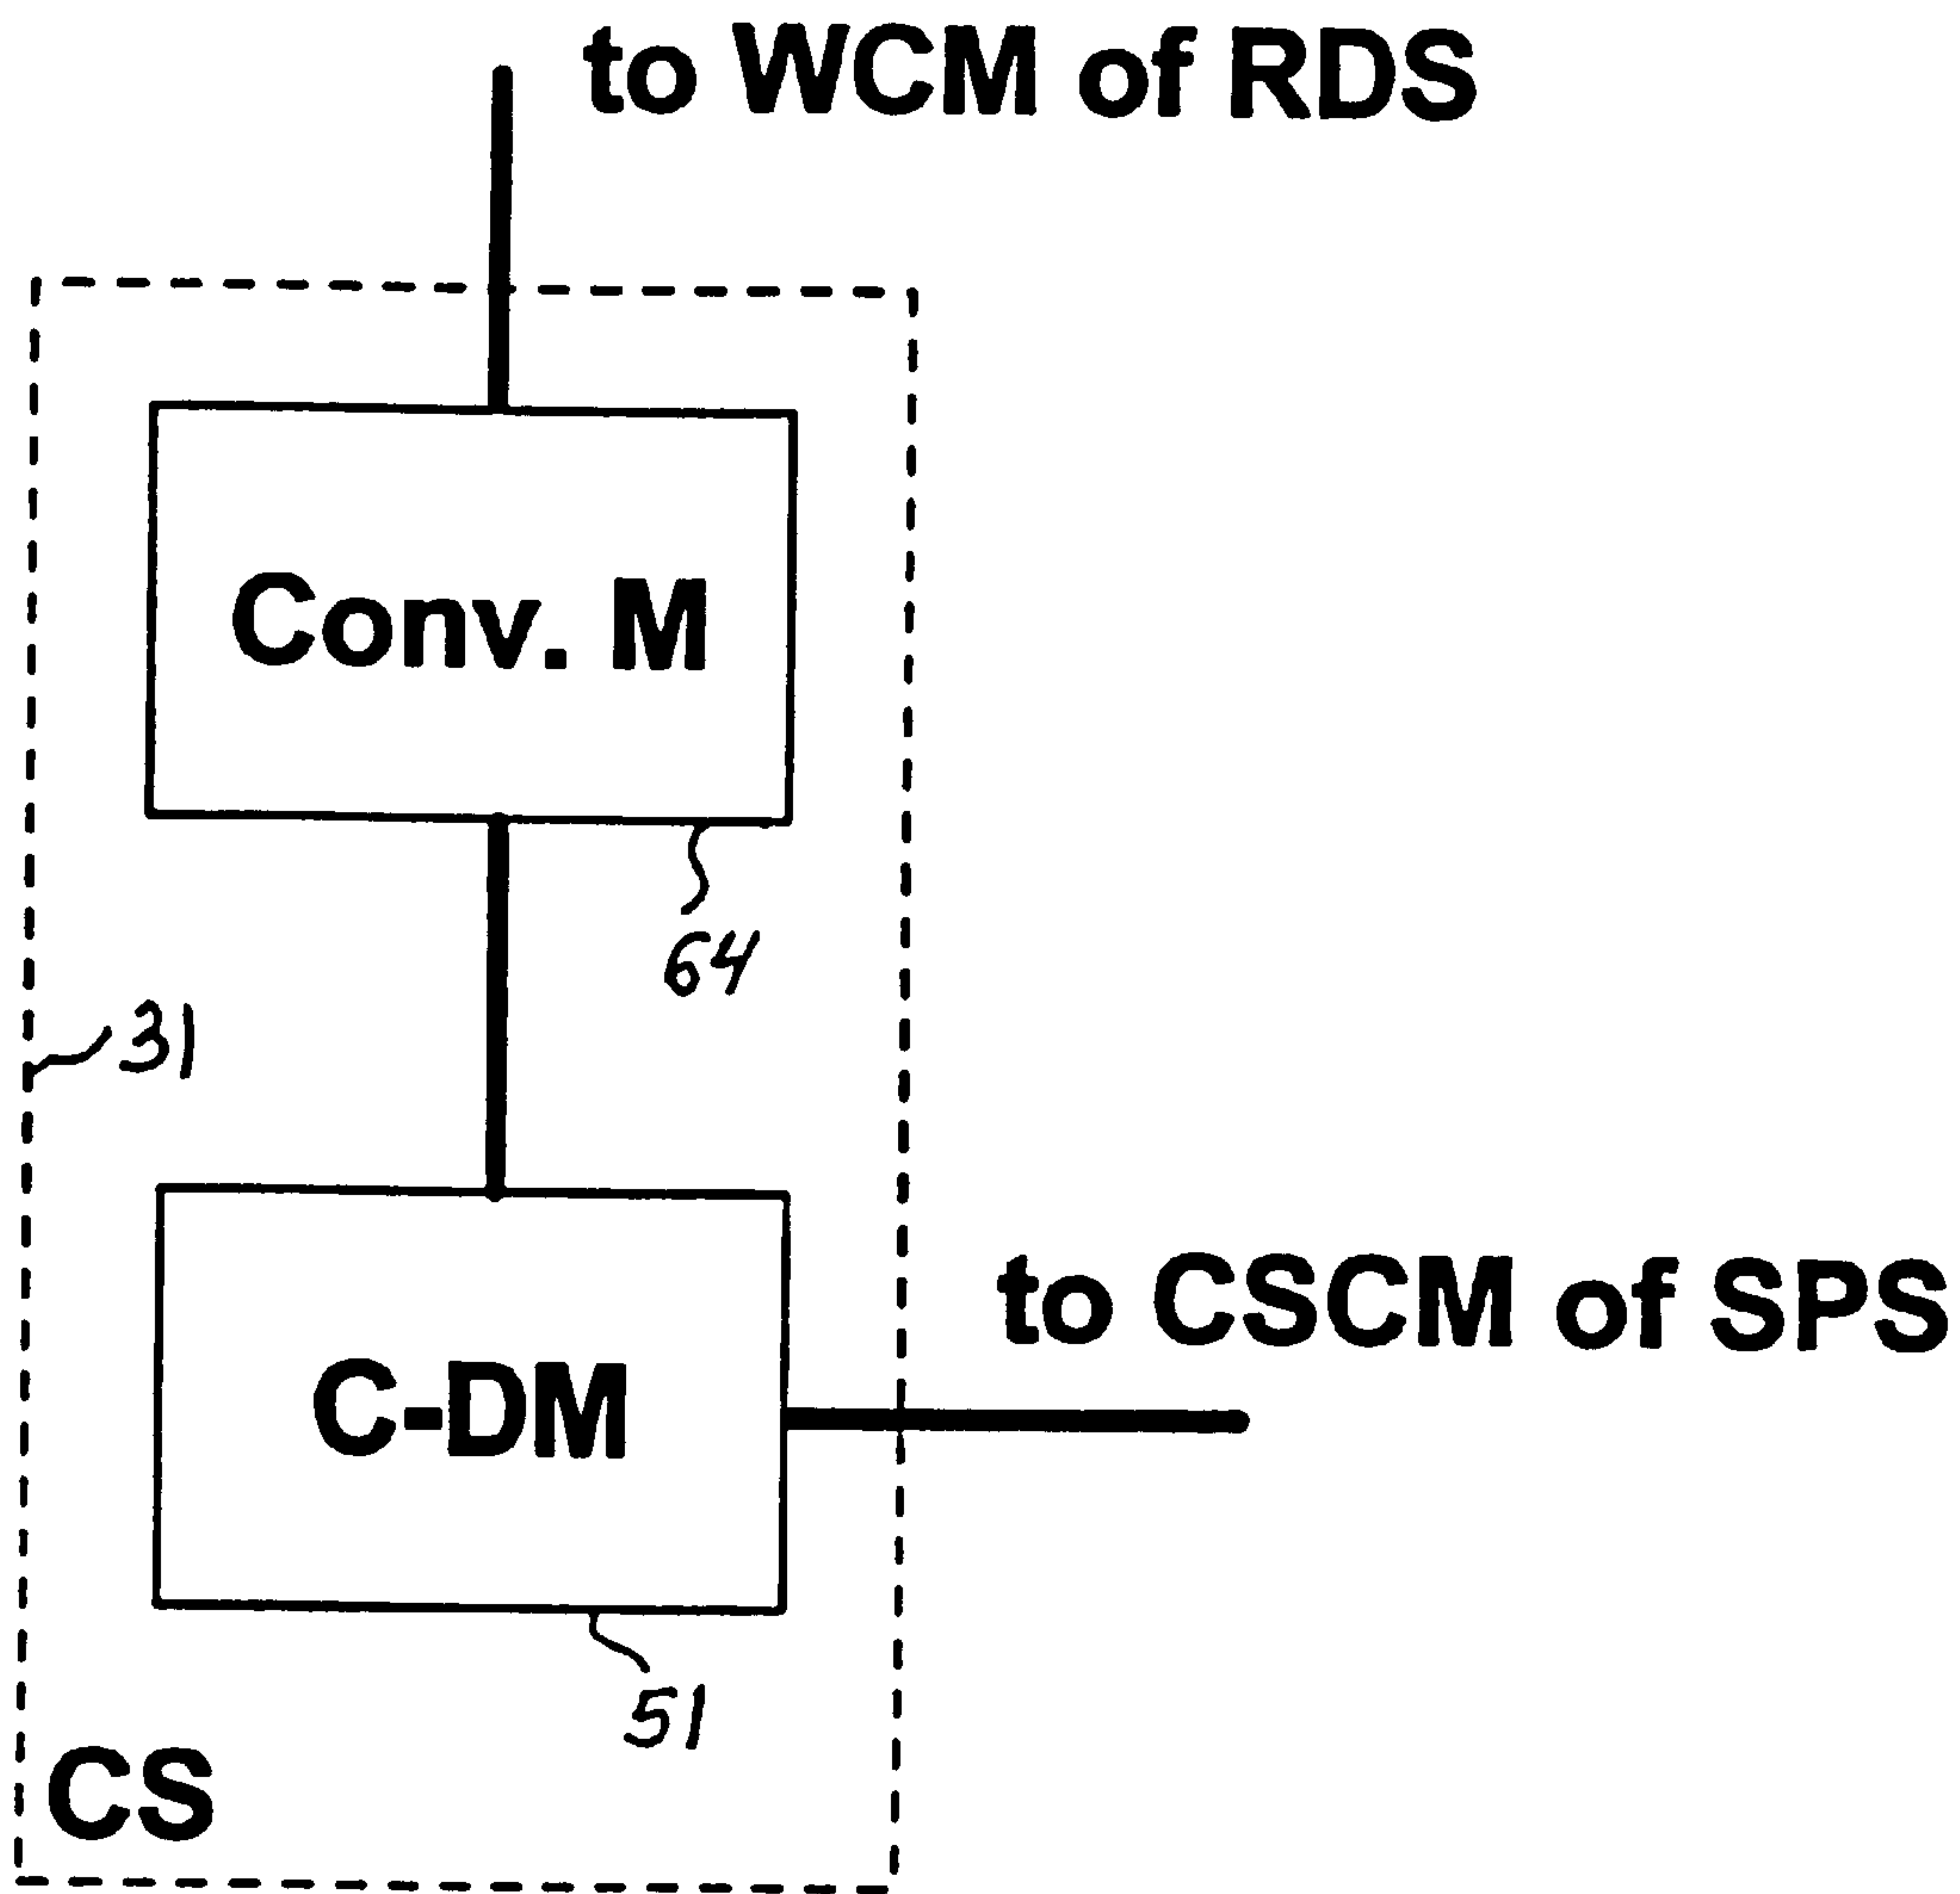 to WCM of RDS
Conv. M
64
31
to CSCM of SPS
C-DM
51
CS